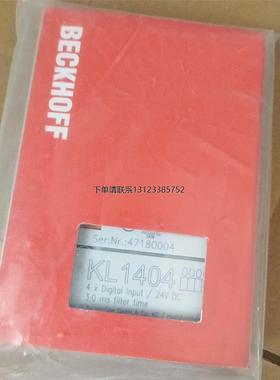 BECKHOFF
下单请联系13123385752
Ser.Nr.:47180004
KL1404
4 x Digital Input / 24V DC
3.0 ms filter time